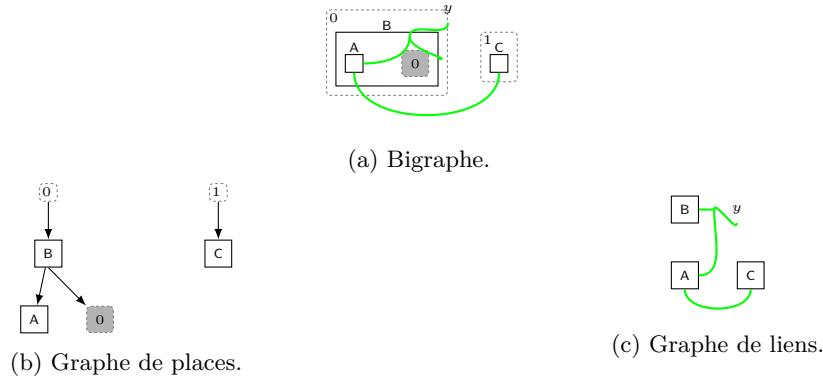 0
y
B
A
0
1
C
(a) Bigraphe.
0
1
B
C
A
0
(b) Graphe de places.
B
y
A
C
(c) Graphe de liens.